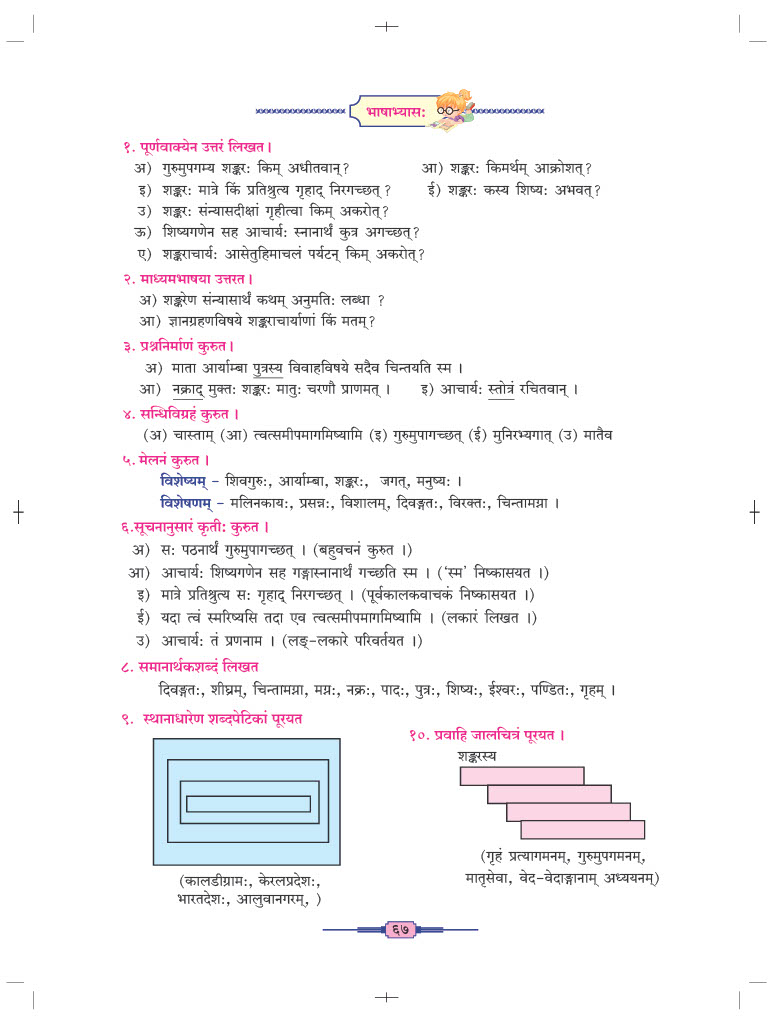 भाषाभ्यासः
१. पूर्णवाक्येन उत्तरं लिखत।
अ) गुरुमुपगम्य शङ्करः किम् अधीतवान्? आ) शङ्करः किमर्थम् आक्रोशत्?
इ) शङ्करः मात्रे किं प्रतिश्रुत्य गृहाद् निरगच्छत् ? ई) शङ्करः कस्य शिष्यः अभवत्?
उ) शङ्करः संन्यासदीक्षां गृहीत्वा किम् अकरोत्?
ऊ) शिष्यगणेन सह आचार्यः स्नानार्थं कुत्र अगच्छत्?
ए) शङ्कराचार्यः आसेतुहिमाचलं पर्यटन् किम् अकरोत्?
२. माध्यमभाषया उत्तरत।
अ) शङ्करेण संन्यासार्थं कथम् अनुमतिः लब्धा ?
आ) ज्ञानग्रहणविषये शङ्कराचार्याणां किं मतम्?
३. प्रश्ननिर्माणं कुरुत।
अ) माता आर्याम्बा पुत्रस्य विवाहविषये सदैव चिन्तयति स्म ।
आ) नक्राद् मुक्तः शङ्करः मातुः चरणौ प्राणमत् । इ) आचार्यः स्तोत्रं रचितवान् ।
४. सन्धिविग्रहं कुरुत ।
(अ) चास्ताम् (आ) त्वत्समीपमागमिष्यामि (इ) गुरुमुपागच्छत् (ई) मुनिरभ्यगात् (उ) मातैव
५. मेलनं कुरुत ।
विशेष्यम् – शिवगुरुः, आर्याम्बा, शङ्करः, जगत्, मनुष्यः ।
विशेषणम् – मलिनकायः, प्रसन्नः, विशालम्, दिवङ्गतः, विरक्तः, चिन्तामग्ना ।
६.सूचनानुसारं कृतीः कुरुत ।
अ) सः पठनार्थं गुरुमुपागच्छत् । (बहुवचनं कुरुत ।)
आ) आचार्यः शिष्यगणेन सह गङ्गास्नानार्थं गच्छति स्म । (‘स्म’ निष्कासयत ।)
इ) मात्रे प्रतिश्रुत्य सः गृहाद् निरगच्छत् । (पूर्वकालकवाचकं निष्कासयत ।)
ई) यदा त्वं स्मरिष्यसि तदा एव त्वत्समीपमागमिष्यामि । (लकारं लिखत ।)
उ) आचार्यः तं प्रणनाम । (लङ्-लकारे परिवर्तयत ।)
८. समानार्थकशब्दं लिखत
दिवङ्गतः, शीघ्रम्, चिन्तामग्ना, मग्नः, नक्रः, पादः, पुत्रः, शिष्यः, ईश्वरः, पण्डितः, गृहम् ।
९. स्थानाधारेण शब्दपेटिकां पूरयत
(कालडीग्रामः, केरलप्रदेशः,
भारतदेशः, आलुवानगरम्, )
१०. प्रवाहि जालचित्रं पूरयत ।
शङ्करस्य
(गृहं प्रत्यागमनम्, गुरुमुपगमनम्,
मातृसेवा, वेद-वेदाङ्गानाम् अध्ययनम्)
६७